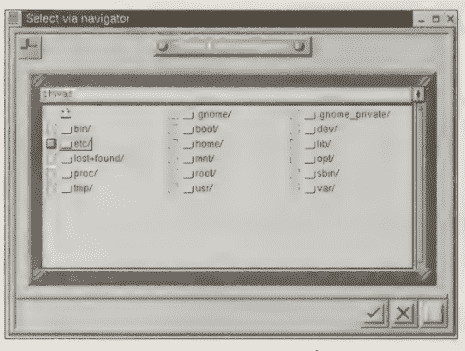 Select via navigator
bin/
etc/
lost+found/
proc/
tmp/
.gnome/
boot/
home/
mnt/
root/
usr/
.gnome_private/
dev/
lib/
opt/
sbin/
var/